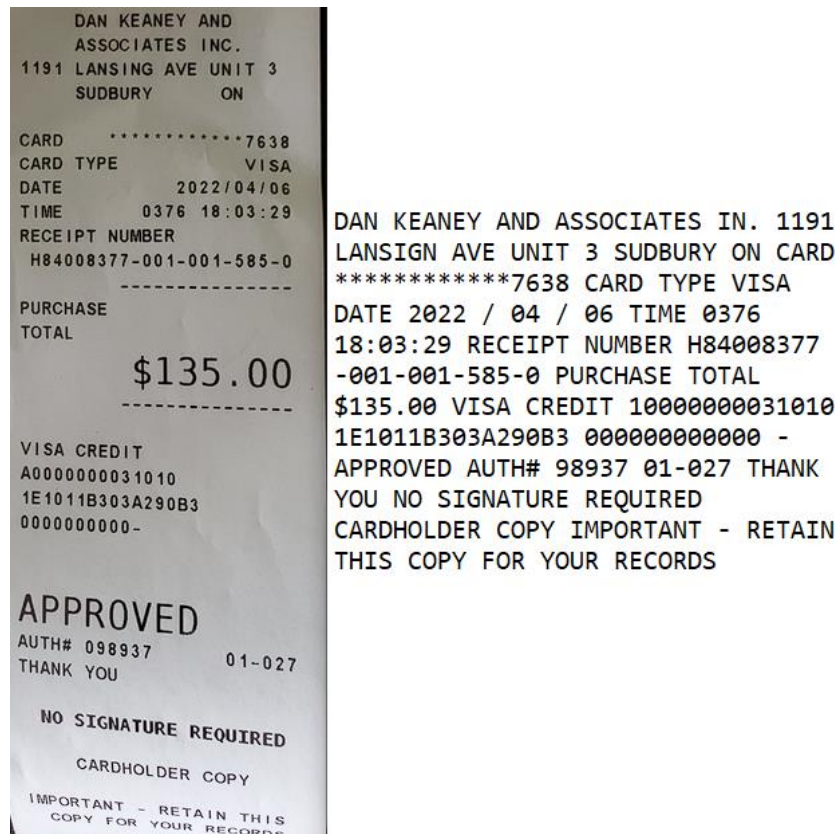 DAN KEANEY AND
ASSOCIATES INC.
1191 LANSING AVE UNIT 3
SUDBURY ON
CARD ************7638
CARD TYPE VISA
DATE 2022/04/06
TIME 0376 18:03:29
RECEIPT NUMBER
H84008377-001-001-585-0
---------------
PURCHASE
TOTAL
$135.00
---------------
VISA CREDIT
A0000000031010
1E1011B303A290B3
0000000000-
APPROVED
AUTH# 098937 01-027
THANK YOU
NO SIGNATURE REQUIRED
CARDHOLDER COPY
IMPORTANT - RETAIN THIS
COPY FOR YOUR RECORDS
DAN KEANEY AND ASSOCIATES IN. 1191
LANSIGN AVE UNIT 3 SUDBURY ON CARD
************7638 CARD TYPE VISA
DATE 2022 / 04 / 06 TIME 0376
18:03:29 RECEIPT NUMBER H84008377
-001-001-585-0 PURCHASE TOTAL
$135.00 VISA CREDIT 10000000031010
1E1011B303A290B3 000000000000 -
APPROVED AUTH# 98937 01-027 THANK
YOU NO SIGNATURE REQUIRED
CARDHOLDER COPY IMPORTANT - RETAIN
THIS COPY FOR YOUR RECORDS